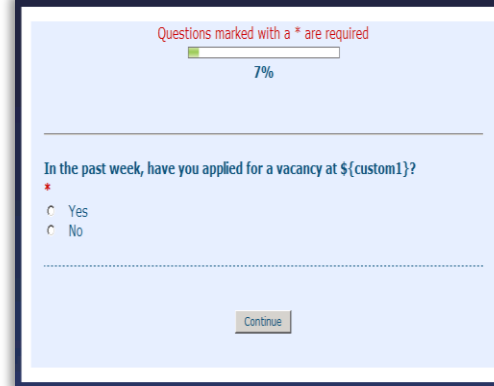 Questions marked with a * are required
7%
In the past week, have you applied for a vacancy at ${custom1}?
*
Yes
No
Continue